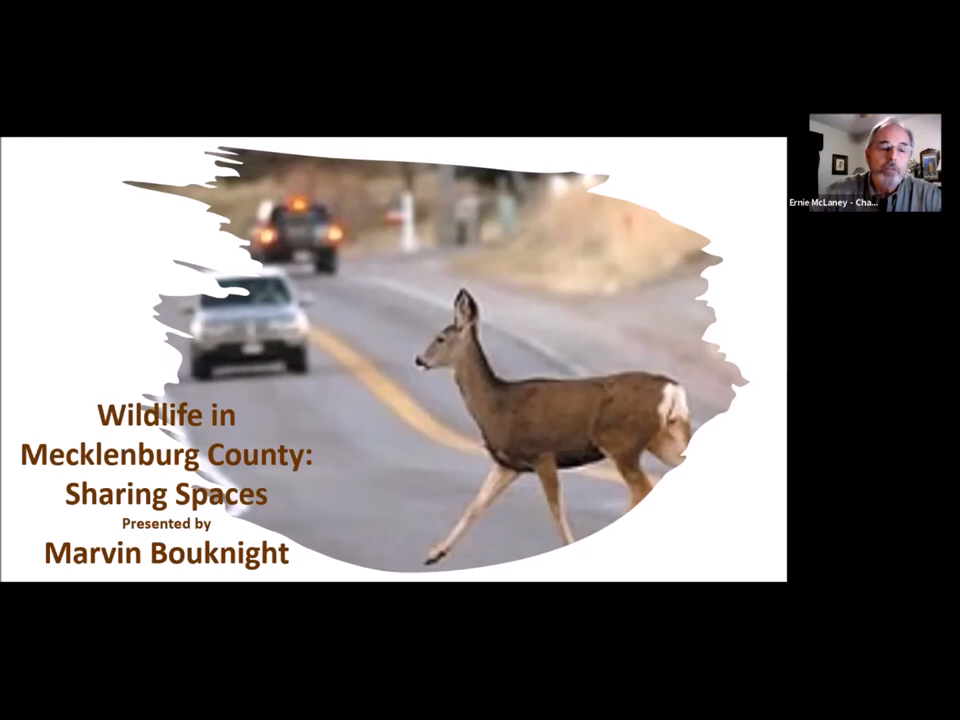 Ernie McLaney - Cha...
Wildlife in
Mecklenburg County:
Sharing Spaces
Presented by
Marvin Bouknight